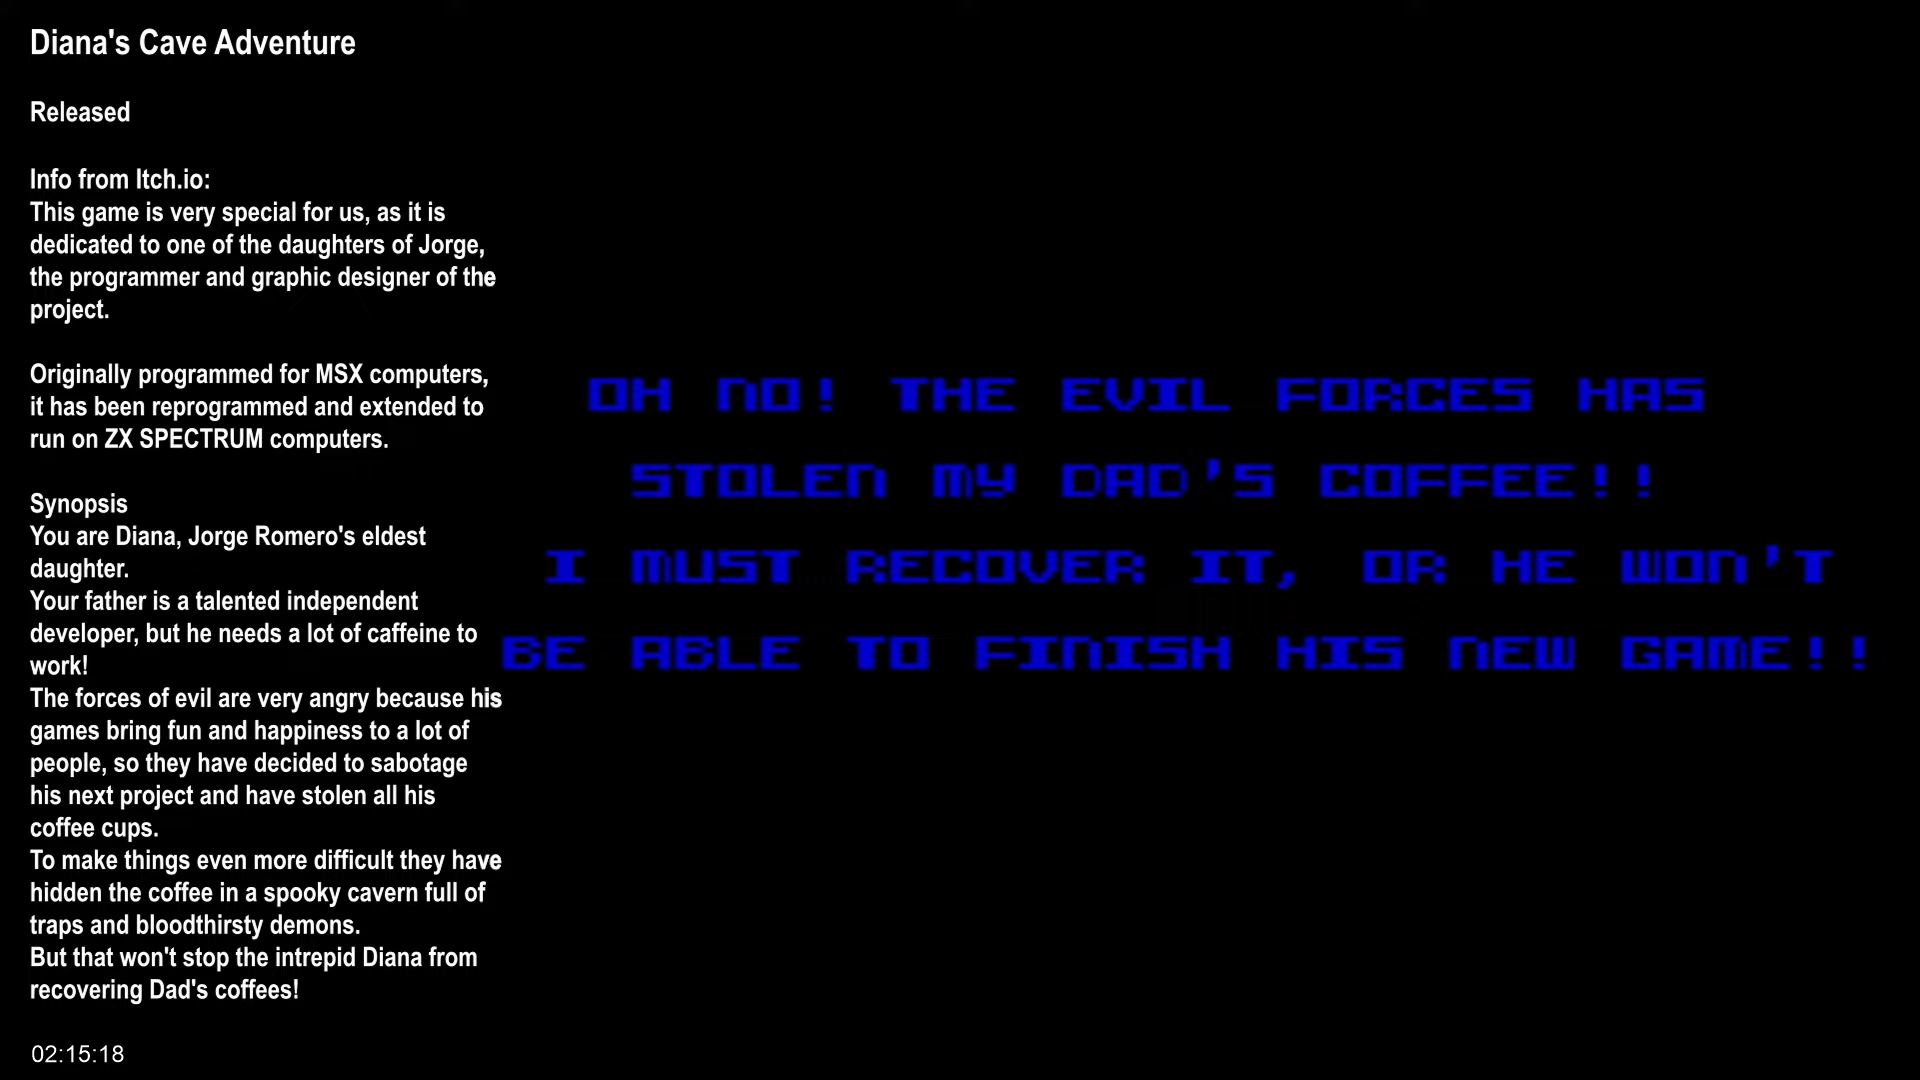 Diana's Cave Adventure
Released
Info from Itch.io:
This game is very special for us, as it is
dedicated to one of the daughters of Jorge,
the programmer and graphic designer of the
project.
Originally programmed for MSX computers,
it has been reprogrammed and extended to
run on ZX SPECTRUM computers.
Synopsis
You are Diana, Jorge Romero's eldest
daughter.
Your father is a talented independent
developer, but he needs a lot of caffeine to
work!
The forces of evil are very angry because his
games bring fun and happiness to a lot of
people, so they have decided to sabotage
his next project and have stolen all his
coffee cups.
To make things even more difficult they have
hidden the coffee in a spooky cavern full of
traps and bloodthirsty demons.
But that won't stop the intrepid Diana from
recovering Dad's coffees!
02:15:18
OH NO! THE EVIL FORCES HAS
STOLEN MY DAD'S COFFEE!!
I MUST RECOVER IT, OR HE WON'T
BE ABLE TO FINISH HIS NEW GAME!!